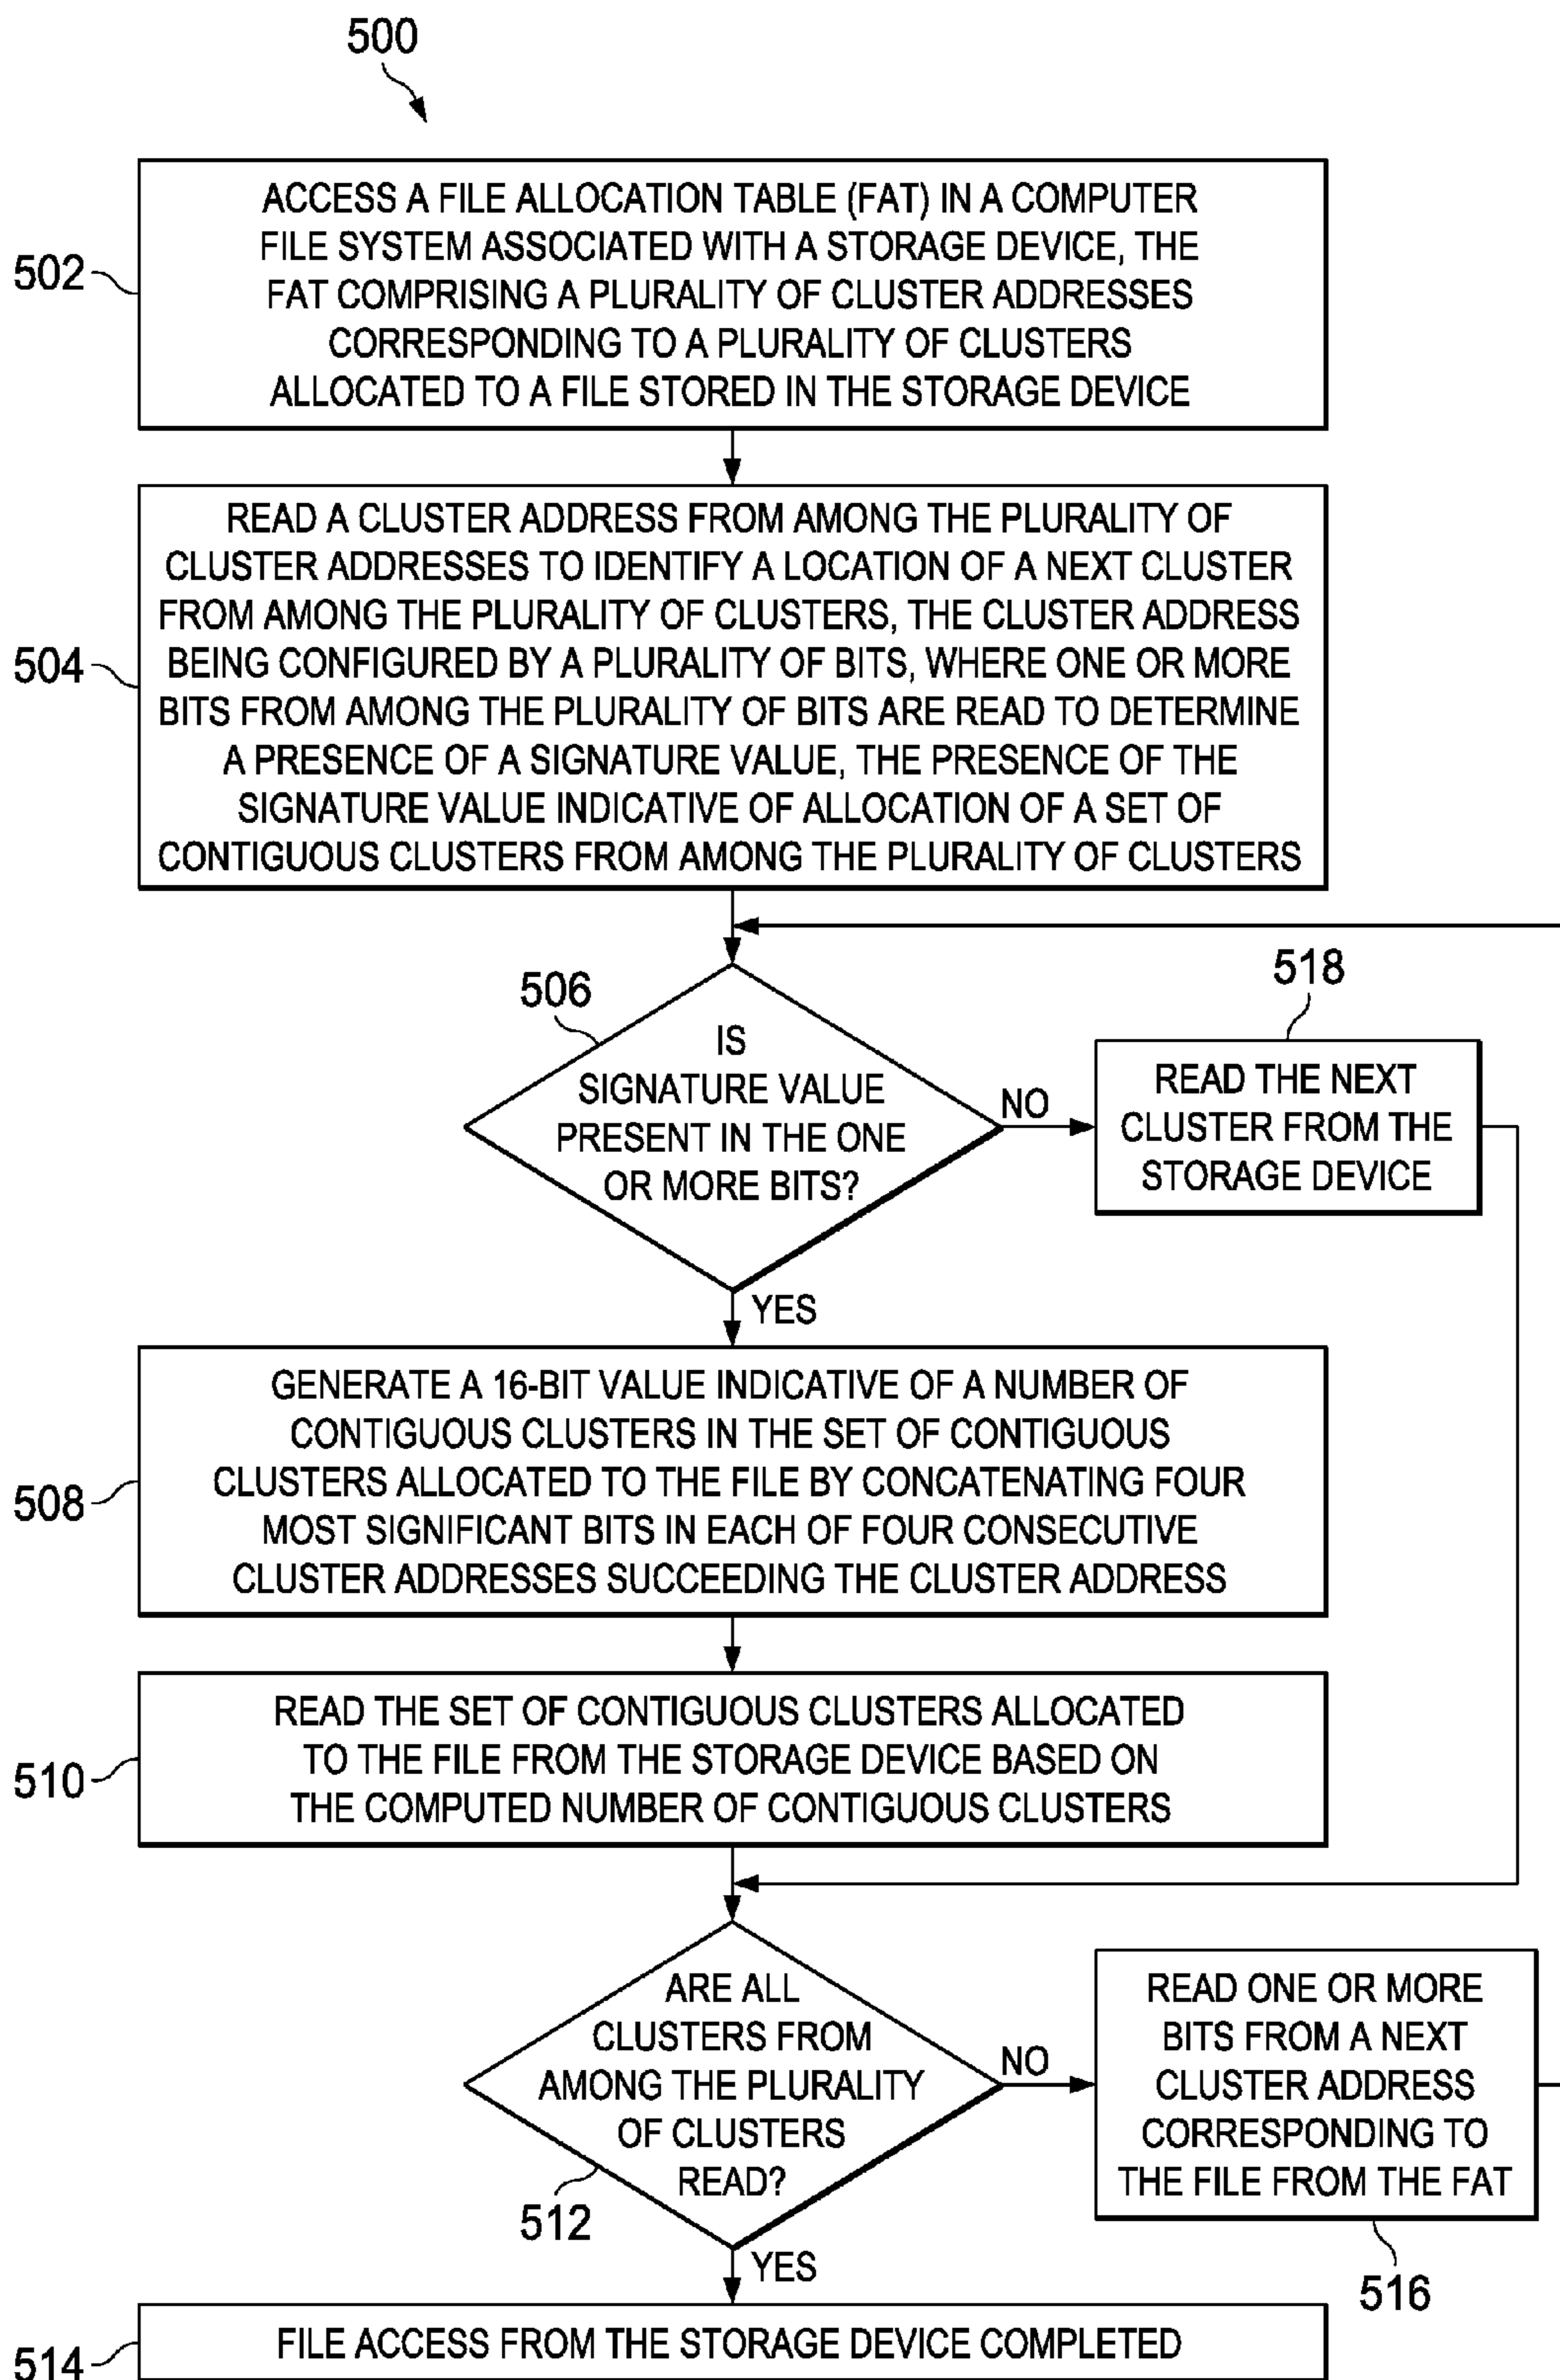 500
502
ACCESS A FILE ALLOCATION TABLE (FAT) IN A COMPUTER
FILE SYSTEM ASSOCIATED WITH A STORAGE DEVICE, THE
FAT COMPRISING A PLURALITY OF CLUSTER ADDRESSES
CORRESPONDING TO A PLURALITY OF CLUSTERS
ALLOCATED TO A FILE STORED IN THE STORAGE DEVICE
504
READ A CLUSTER ADDRESS FROM AMONG THE PLURALITY OF
CLUSTER ADDRESSES TO IDENTIFY A LOCATION OF A NEXT CLUSTER
FROM AMONG THE PLURALITY OF CLUSTERS, THE CLUSTER ADDRESS
BEING CONFIGURED BY A PLURALITY OF BITS, WHERE ONE OR MORE
BITS FROM AMONG THE PLURALITY OF BITS ARE READ TO DETERMINE
A PRESENCE OF A SIGNATURE VALUE, THE PRESENCE OF THE
SIGNATURE VALUE INDICATIVE OF ALLOCATION OF A SET OF
CONTIGUOUS CLUSTERS FROM AMONG THE PLURALITY OF CLUSTERS
506
IS
SIGNATURE VALUE
PRESENT IN THE ONE
OR MORE BITS?
NO
518
READ THE NEXT
CLUSTER FROM THE
STORAGE DEVICE
YES
508
GENERATE A 16-BIT VALUE INDICATIVE OF A NUMBER OF
CONTIGUOUS CLUSTERS IN THE SET OF CONTIGUOUS
CLUSTERS ALLOCATED TO THE FILE BY CONCATENATING FOUR
MOST SIGNIFICANT BITS IN EACH OF FOUR CONSECUTIVE
CLUSTER ADDRESSES SUCCEEDING THE CLUSTER ADDRESS
510
READ THE SET OF CONTIGUOUS CLUSTERS ALLOCATED
TO THE FILE FROM THE STORAGE DEVICE BASED ON
THE COMPUTED NUMBER OF CONTIGUOUS CLUSTERS
ARE ALL
CLUSTERS FROM
AMONG THE PLURALITY
OF CLUSTERS
READ?
512
NO
READ ONE OR MORE
BITS FROM A NEXT
CLUSTER ADDRESS
CORRESPONDING TO
THE FILE FROM THE FAT
516
YES
514
FILE ACCESS FROM THE STORAGE DEVICE COMPLETED